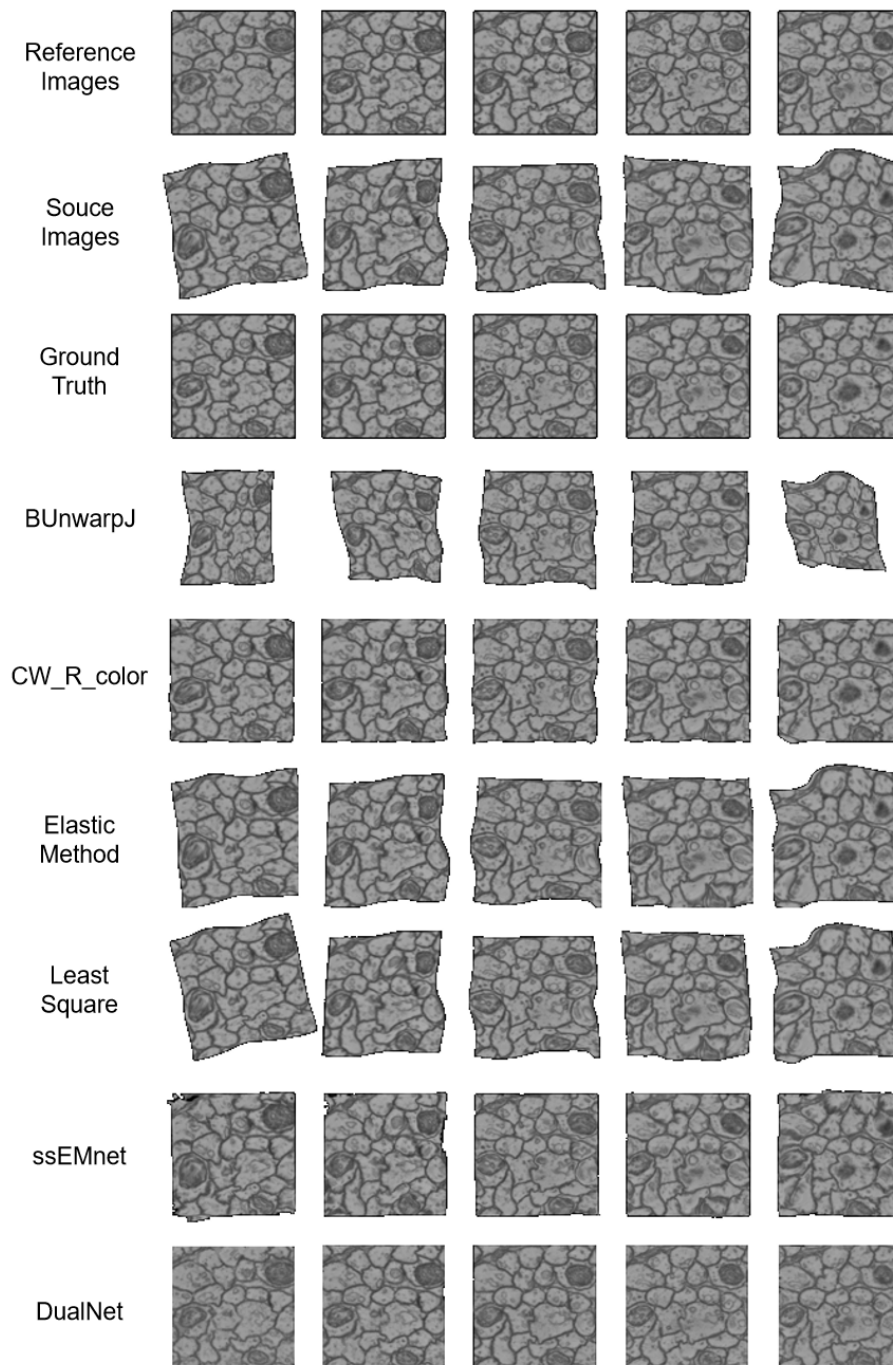 Reference
Images
Souce
Images
Ground
Truth
BUnwarpJ
CW_R_color
Elastic
Method
Least
Square
ssEMnet
DualNet